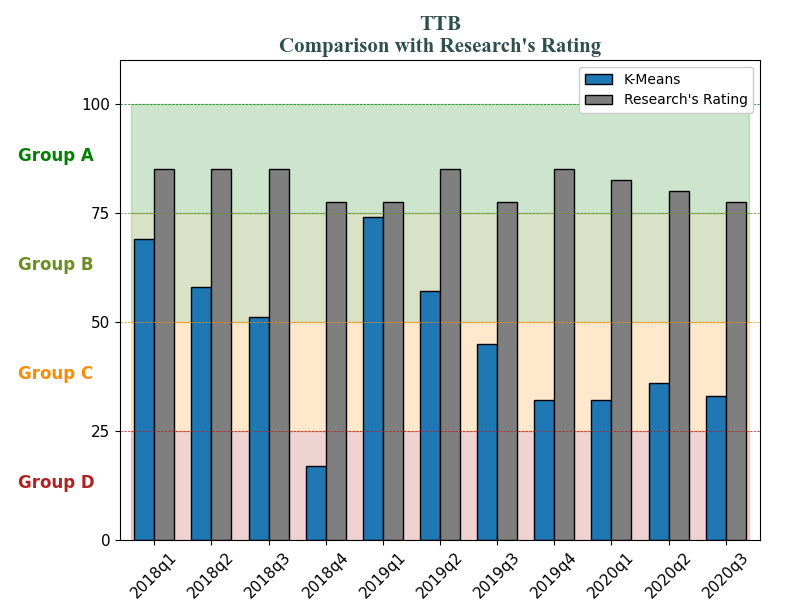 TTB
Comparison with Research's Rating
K-Means
Research's Rating
100
Group A
75
Group B
50
Group C
25
Group D
0
2018q1 2018q2 2018q3 2018q4 2019q1 2019q2 2019q3 2019q4 2020q1 2020q2 2020q3